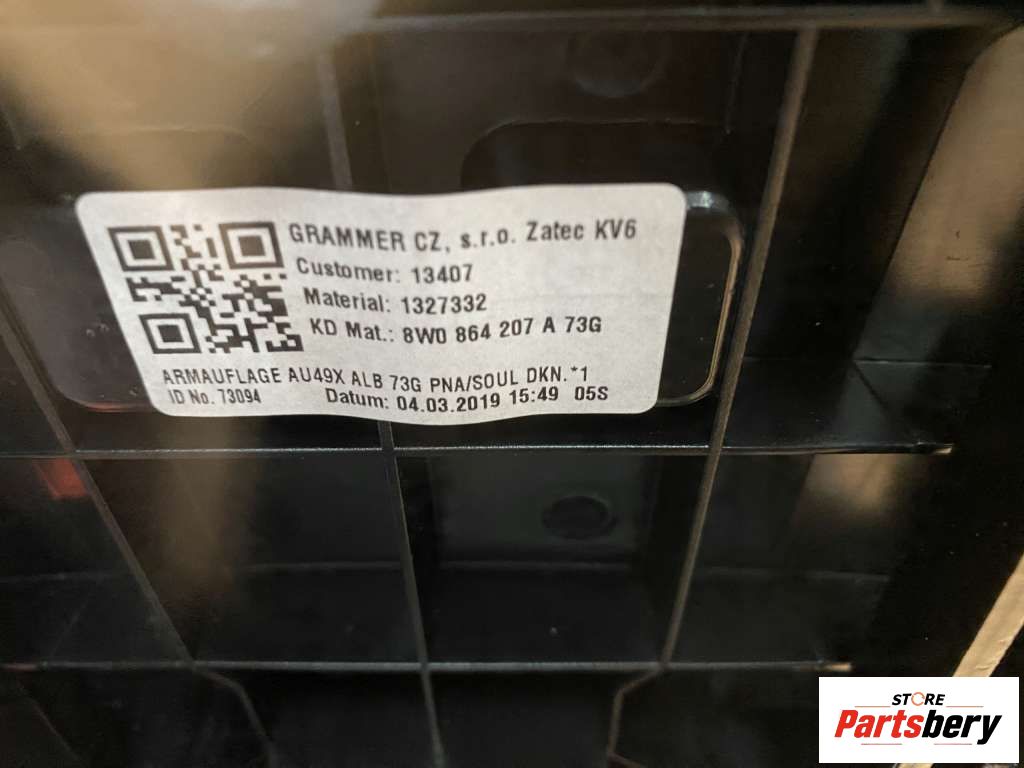 GRAMMER CZ, s.r.o. Zatec KV6
Customer: 13407
Material: 1327332
KD Mat.: 8W0 864 207 A 73G
ARMAUFLAGE AU49X ALB 73G PNA/SOUL DKN.*1
ID No. 73094 Datum: 04.03.2019 15:49 05S
STORE
Partsbery